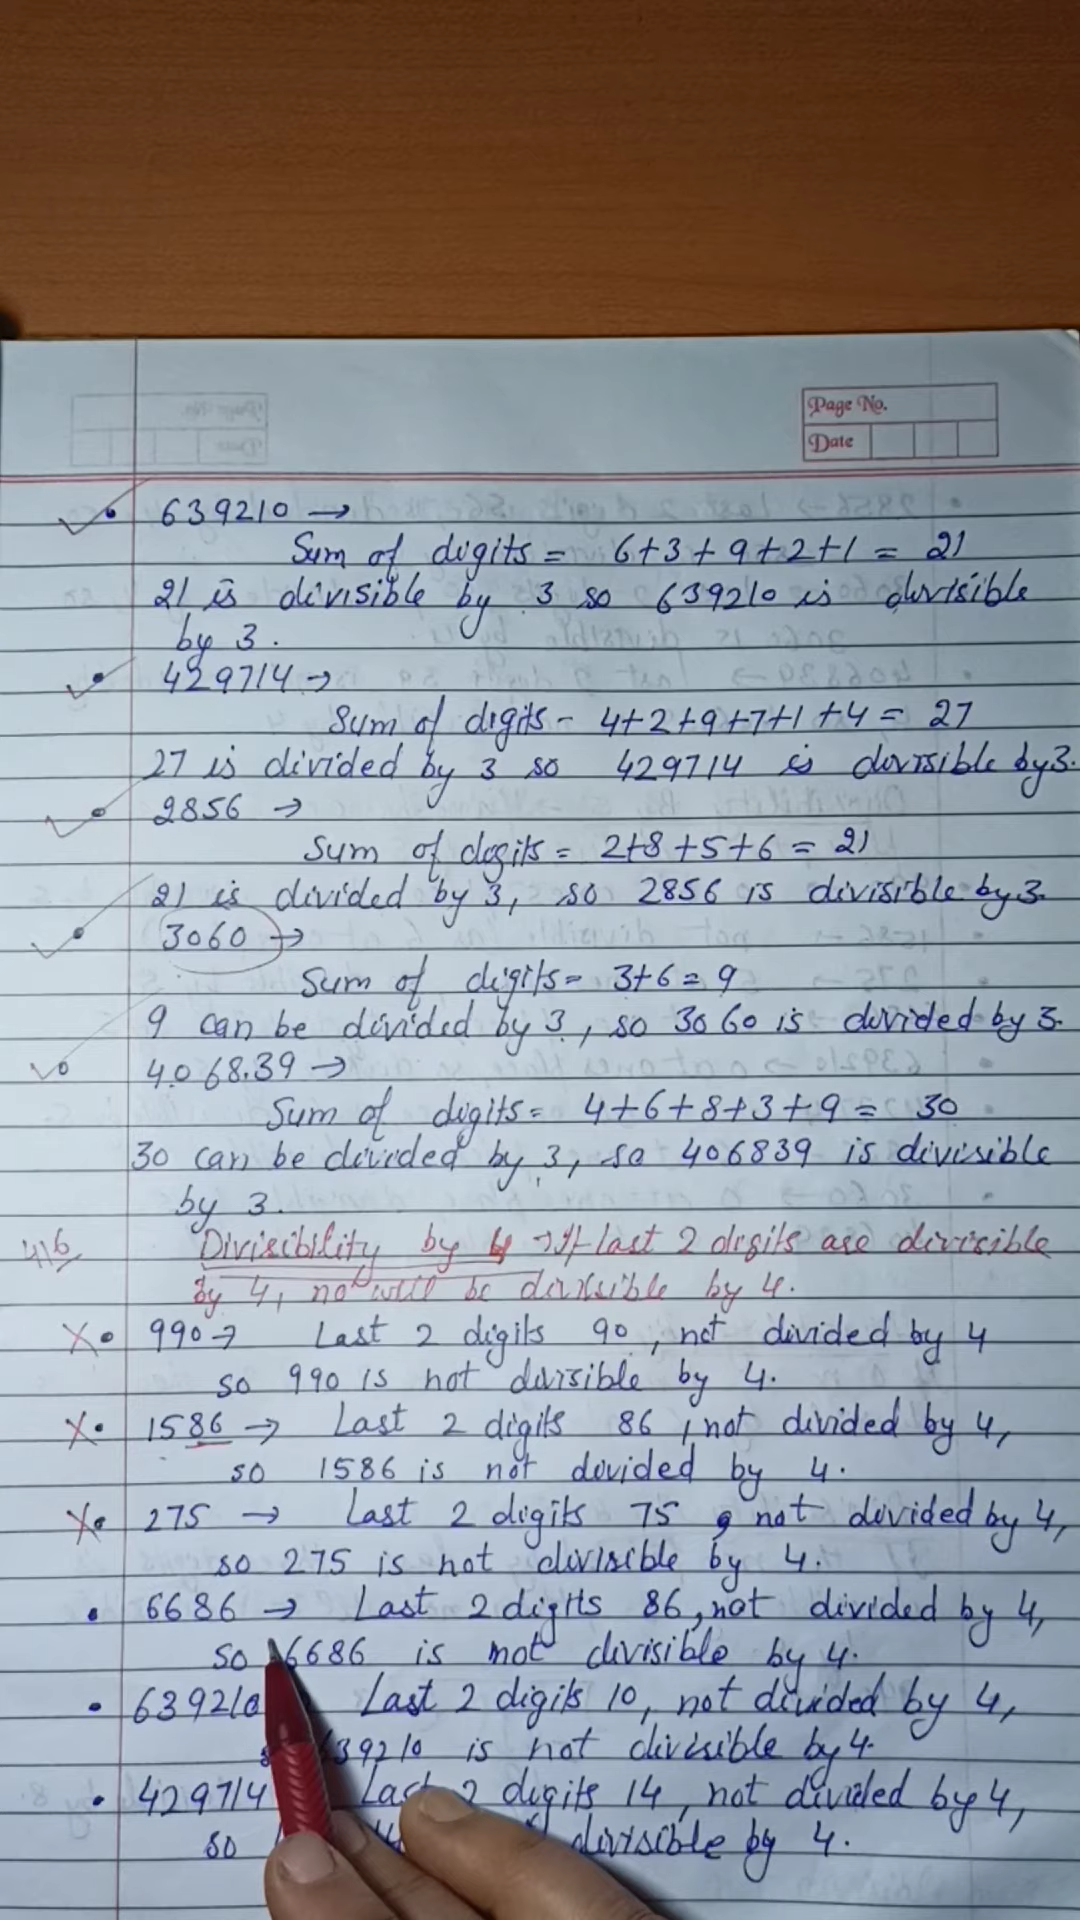 Page No.
Date
639210 →
Sum of digits = 6+3+9+2+1 = 21
21 is divisible by 3 so 639210 is divisible
by 3.
429714 →
Sum of digits - 4+2+9+7+1+4 = 27
27 is divided by 3 so 429714 is divisible by 3.
2856 →
Sum of digits = 2+8+5+6 = 21
21 is divided by 3, so 2856 is divisible by 3.
3060 →
Sum of digits = 3+6 = 9
9 can be divided by 3, so 3060 is divided by 3.
406839 →
Sum of digits = 4+6+8+3+9 = 30
30 can be divided by 3, so 406839 is divisible
by 3.
Divisibility by 4 → If last 2 digits are divisible
by 4, no will be divisible by 4.
990 → Last 2 digits 90, not divided by 4
so 990 is not divisible by 4.
1586 → Last 2 digits 86, not divided by 4,
so 1586 is not divided by 4.
275 → Last 2 digits 75, not divided by 4,
so 275 is not divisible by 4.
6686 → Last 2 digits 86, not divided by 4,
so 6686 is not divisible by 4.
639210 Last 2 digits 10, not divided by 4,
39210 is not divisible by 4.
429714 Last 2 digits 14, not divided by 4,
so divisible by 4.